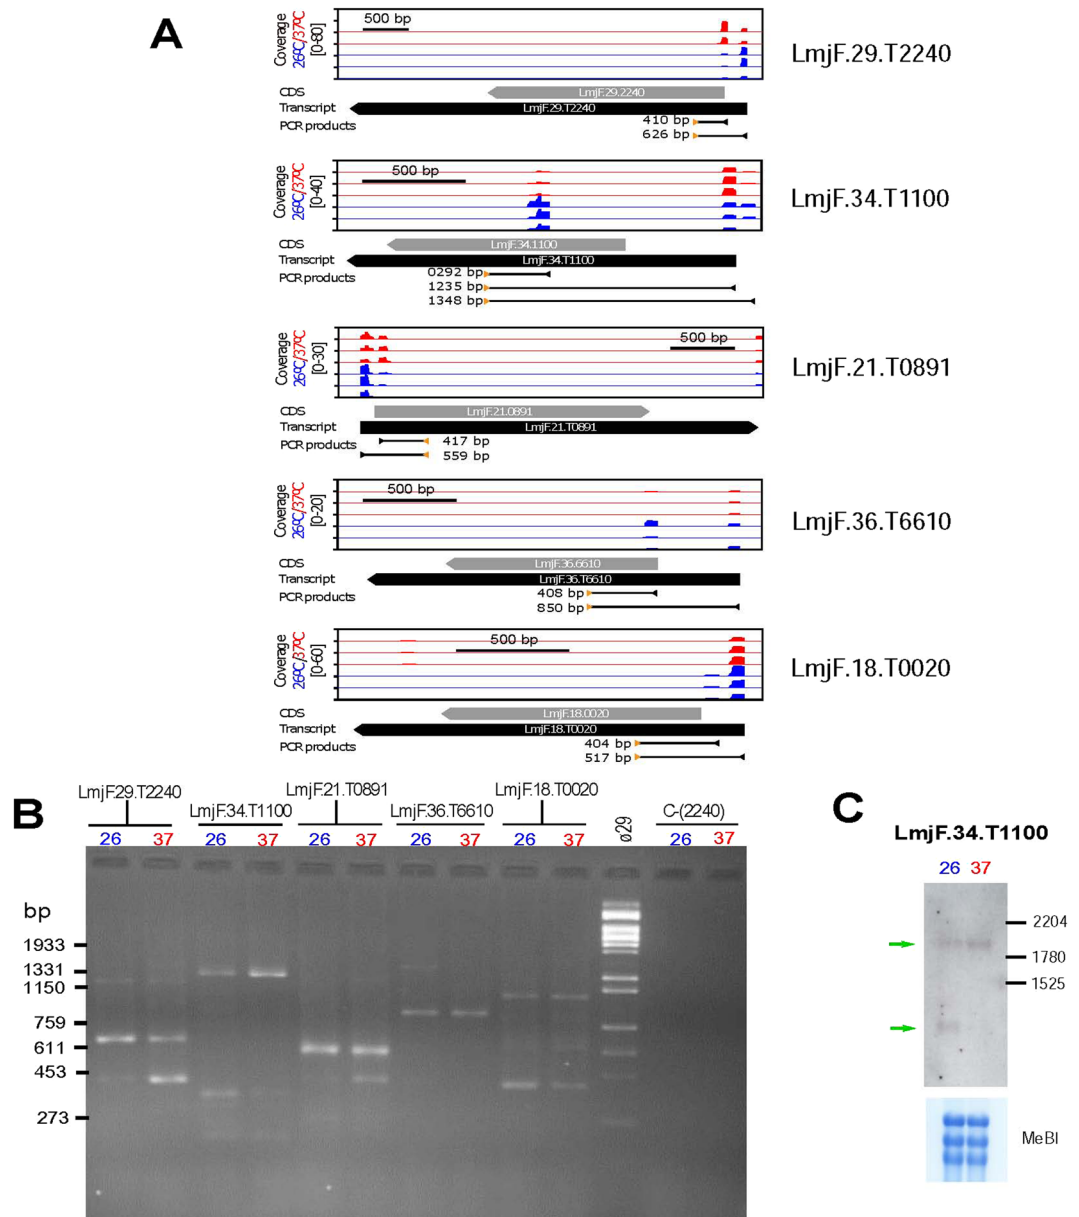 A
Coverage
26ºC/37ºC
[0-80]
500 bp
CDS
LmjF.29.2240
Transcript
LmjF.29.T2240
PCR products
410 bp
626 bp
LmjF.29.T2240
Coverage
26ºC/37ºC
[0-40]
500 bp
CDS
LmjF.34.1100
Transcript
LmjF.34.T1100
PCR products
0292 bp
1235 bp
1348 bp
LmjF.34.T1100
Coverage
26ºC/37ºC
[0-30]
500 bp
CDS
LmjF.21.0891
Transcript
LmjF.21.T0891
PCR products
417 bp
559 bp
LmjF.21.T0891
Coverage
26ºC/37ºC
[0-20]
500 bp
CDS
LmjF.36.6610
Transcript
LmjF.36.T6610
PCR products
408 bp
850 bp
LmjF.36.T6610
Coverage
26ºC/37ºC
[0-60]
500 bp
CDS
LmjF.18.0020
Transcript
LmjF.18.T0020
PCR products
404 bp
517 bp
LmjF.18.T0020
B
LmjF.29.T2240
LmjF.34.T1100
LmjF.21.T0891
LmjF.36.T6610
LmjF.18.T0020
ø29
C-(2240)
26 37 26 37 26 37 26 37 26 37 26 37
bp
1933
1331
1150
759
611
453
273
C
LmjF.34.T1100
26 37
2204
1780
1525
MeBl